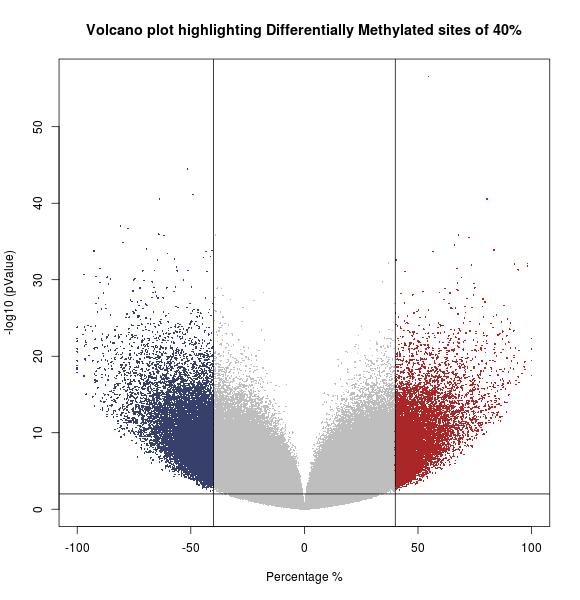 Volcano plot highlighting Differentially Methylated sites of 40%
-log10 (pValue)
50
40
30
20
10
0
-100 -50 0 50 100
Percentage %